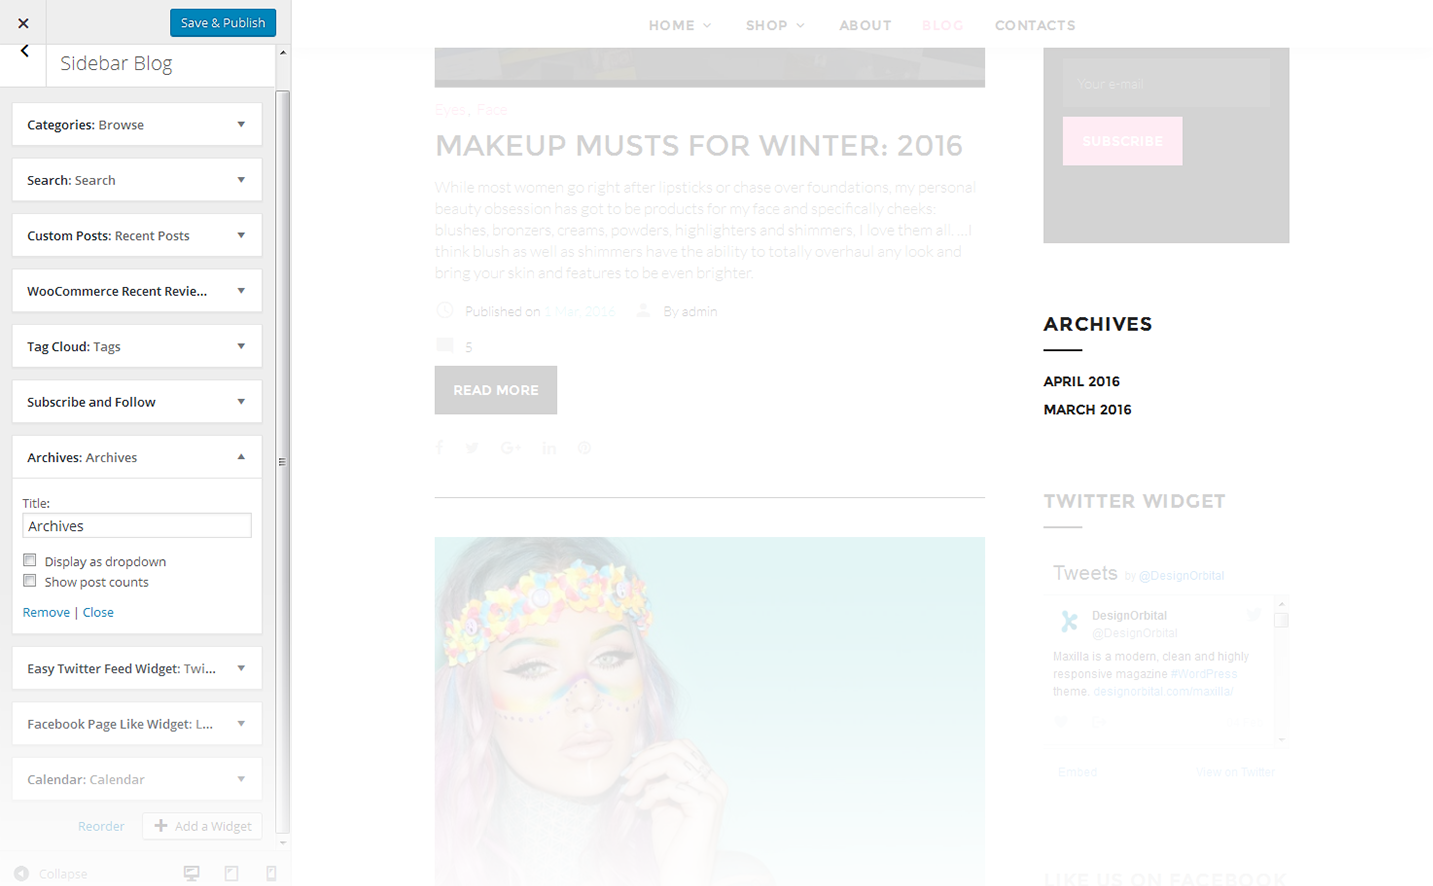 Save & Publish
Sidebar Blog
Categories: Browse
Search: Search
Custom Posts: Recent Posts
WooCommerce Recent Revie...
Tag Cloud: Tags
Subscribe and Follow
Archives: Archives
Title:
Archives
Display as dropdown
Show post counts
Remove | Close
Easy Twitter Feed Widget: Twi...
Facebook Page Like Widget: L...
Calendar: Calendar
Reorder
Add a Widget
Collapse
HOME SHOP ABOUT BLOG CONTACTS
Eyes, Face
MAKEUP MUSTS FOR WINTER: 2016
While most women go right after lipsticks or chase over foundations, my personal
beauty obsession has got to be products for my face and specifically cheeks:
blushes, bronzers, creams, powders, highlighters and shimmers, I love them all. ...I
think blush as well as shimmers have the ability to totally overhaul any look and
bring your skin and features to be even brighter.
Published on 1 Mar, 2016 By admin
5
READ MORE
Your e-mail
SUBSCRIBE
ARCHIVES
APRIL 2016
MARCH 2016
TWITTER WIDGET
Tweets by @DesignOrbital
DesignOrbital
@DesignOrbital
Maxilla is a modern, clean and highly
responsive magazine #WordPress
theme. designorbital.com/maxilla/
Embed
View on Twitter
LIKE US ON FACEBOOK